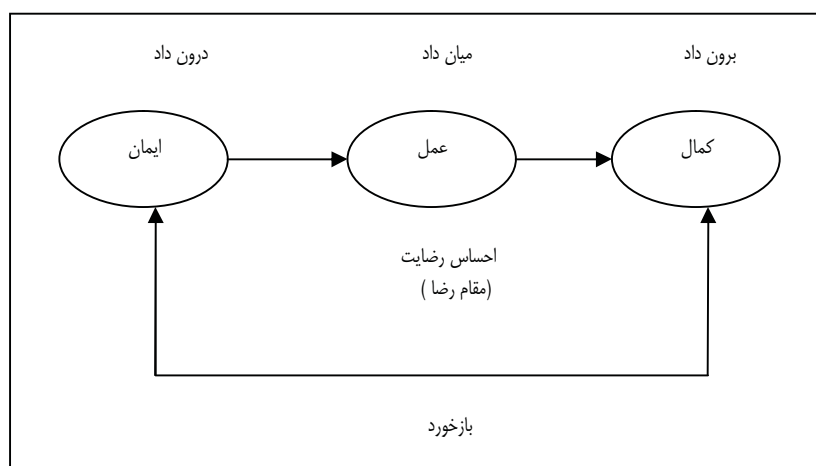 درون داد
میان داد
برون داد
ایمان
عمل
کمال
احساس رضایت
(مقام رضا )
بازخورد